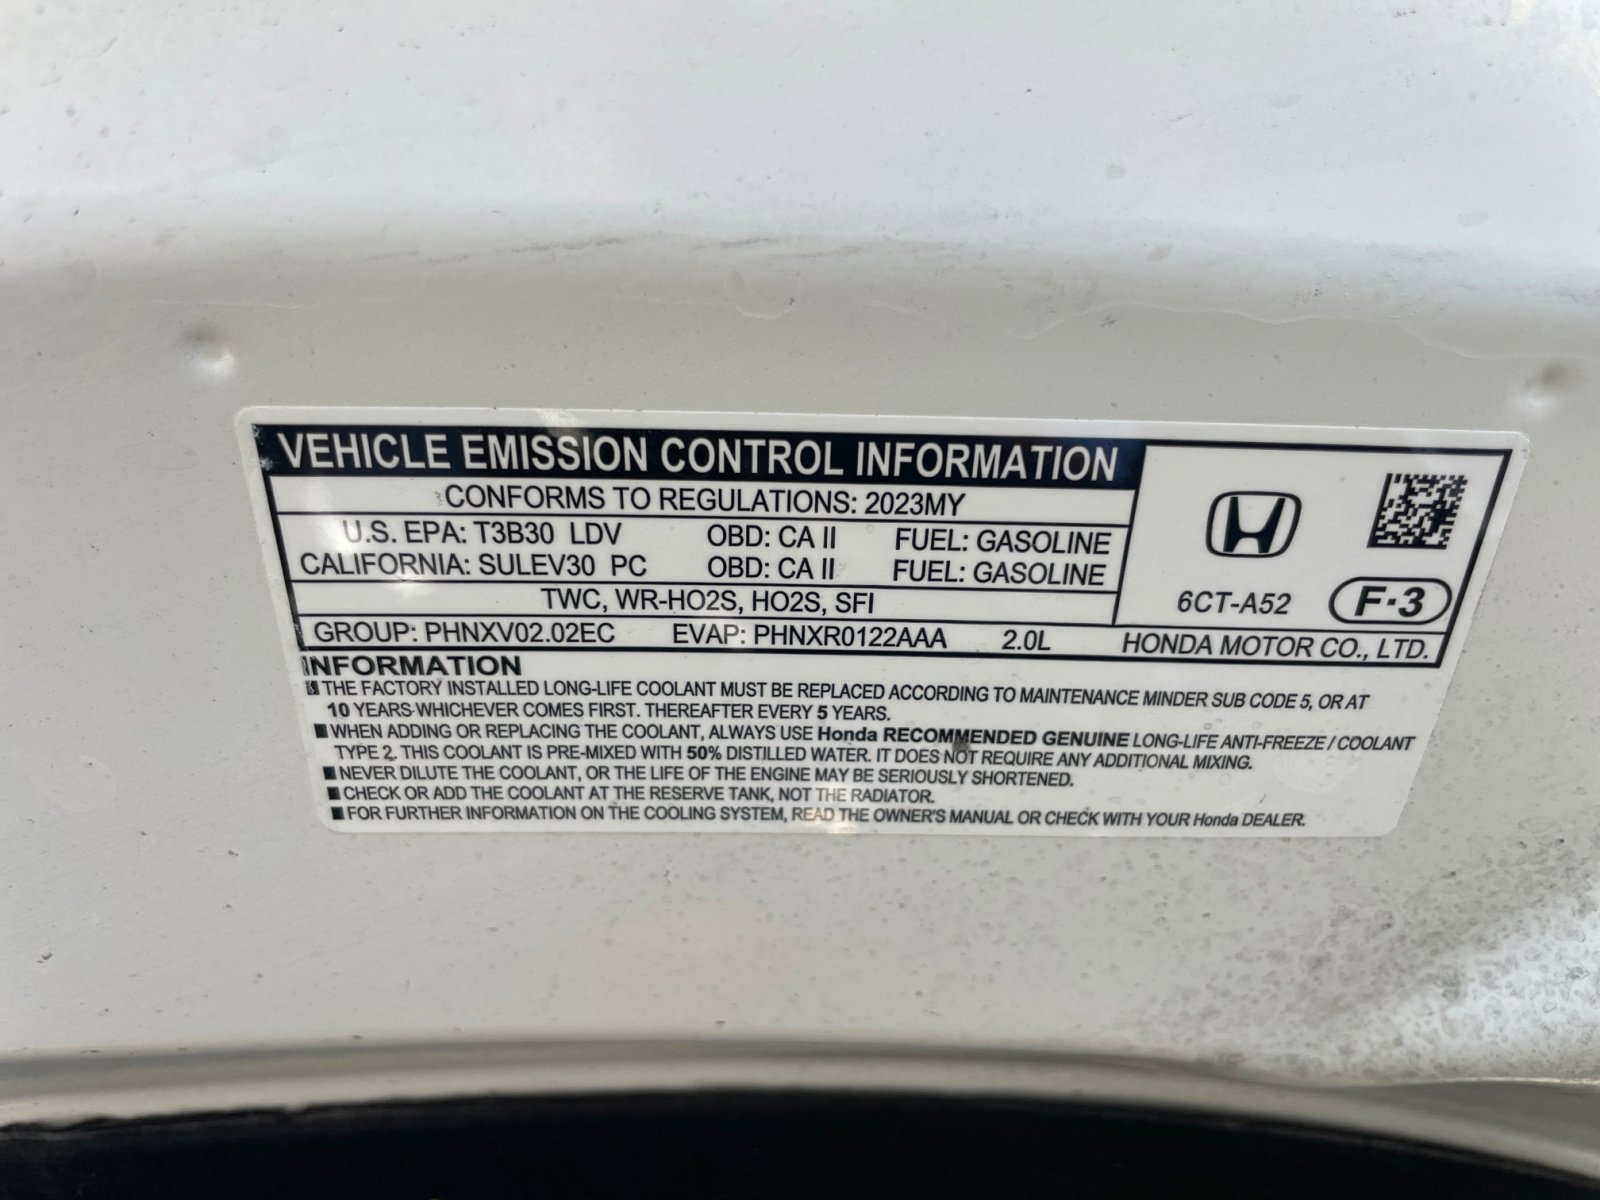 VEHICLE EMISSION CONTROL INFORMATION
CONFORMS TO REGULATIONS: 2023MY
U.S. EPA: T3B30 LDV OBD: CA II FUEL: GASOLINE
CALIFORNIA: SULEV30 PC OBD: CA II FUEL: GASOLINE
TWC, WR-HO2S, HO2S, SFI
6CT-A52 F·3
GROUP: PHNXV02.02EC EVAP: PHNXR0122AAA 2.0L HONDA MOTOR CO., LTD.
INFORMATION
■ THE FACTORY INSTALLED LONG-LIFE COOLANT MUST BE REPLACED ACCORDING TO MAINTENANCE MINDER SUB CODE 5, OR AT
10 YEARS WHICHEVER COMES FIRST. THEREAFTER EVERY 5 YEARS.
■ WHEN ADDING OR REPLACING THE COOLANT, ALWAYS USE Honda RECOMMENDED GENUINE LONG-LIFE ANTI-FREEZE / COOLANT
TYPE 2. THIS COOLANT IS PRE-MIXED WITH 50% DISTILLED WATER. IT DOES NOT REQUIRE ANY ADDITIONAL MIXING.
■ NEVER DILUTE THE COOLANT, OR THE LIFE OF THE ENGINE MAY BE SERIOUSLY SHORTENED.
■ CHECK OR ADD THE COOLANT AT THE RESERVE TANK, NOT THE RADIATOR.
■ FOR FURTHER INFORMATION ON THE COOLING SYSTEM, READ THE OWNER'S MANUAL OR CHECK WITH YOUR Honda DEALER.